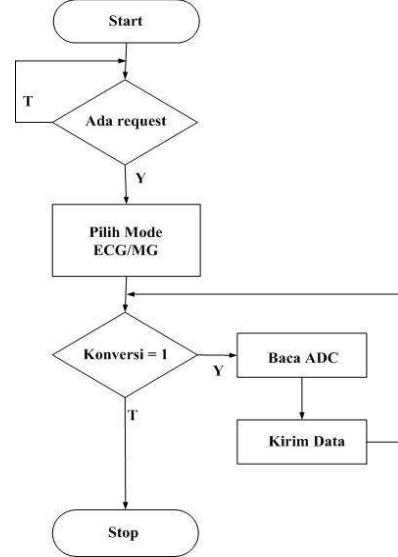 Start
Ada request
T
Y
Pilih Mode
ECG/MG
Konversi = 1
Y
Baca ADC
T
Kirim Data
Stop